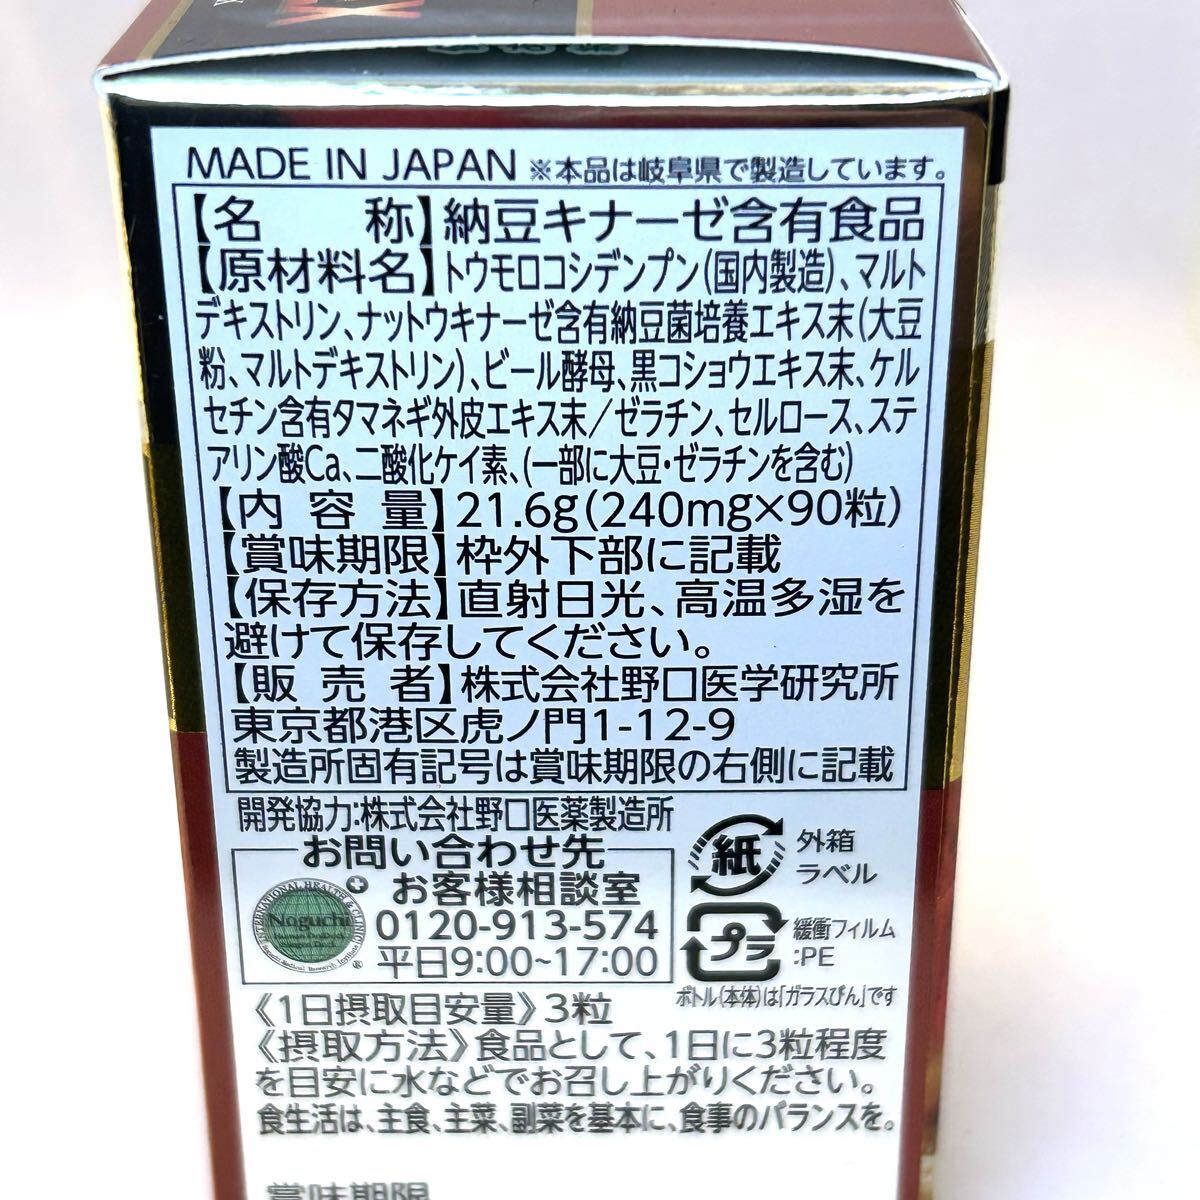 MADE IN JAPAN ※本品は岐阜県で製造しています。
【名　称】納豆キナーゼ含有食品
【原材料名】トウモロコシデンプン(国内製造)、マルト
デキストリン、ナットウキナーゼ含有納豆菌培養エキス末(大豆
粉、マルトデキストリン)、ビール酵母、黒コショウエキス末、ケル
セチン含有タマネギ外皮エキス末/ゼラチン、セルロース、ステ
アリン酸Ca、二酸化ケイ素、(一部に大豆・ゼラチンを含む)
【内容量】21.6g(240mg×90粒)
【賞味期限】枠外下部に記載
【保存方法】直射日光、高温多湿を
避けて保存してください。
【販売者】株式会社野口医学研究所
東京都港区虎ノ門1-12-9
製造所固有記号は賞味期限の右側に記載
開発協力:株式会社野口医薬製造所
お問い合わせ先
お客様相談室
0120-913-574
平日9:00~17:00
INTERNATIONAL HEALTH & CLINIC
Noguchi
紙
外箱
ラベル
プラ
緩衝フィルム
:PE
ボトル(本体)は「ガラスびん」です
《1日摂取目安量》3粒
《摂取方法》食品として、1日に3粒程度
を目安に水などでお召し上がりください。
食生活は、主食、主菜、副菜を基本に、食事のバランスを。
賞味期限